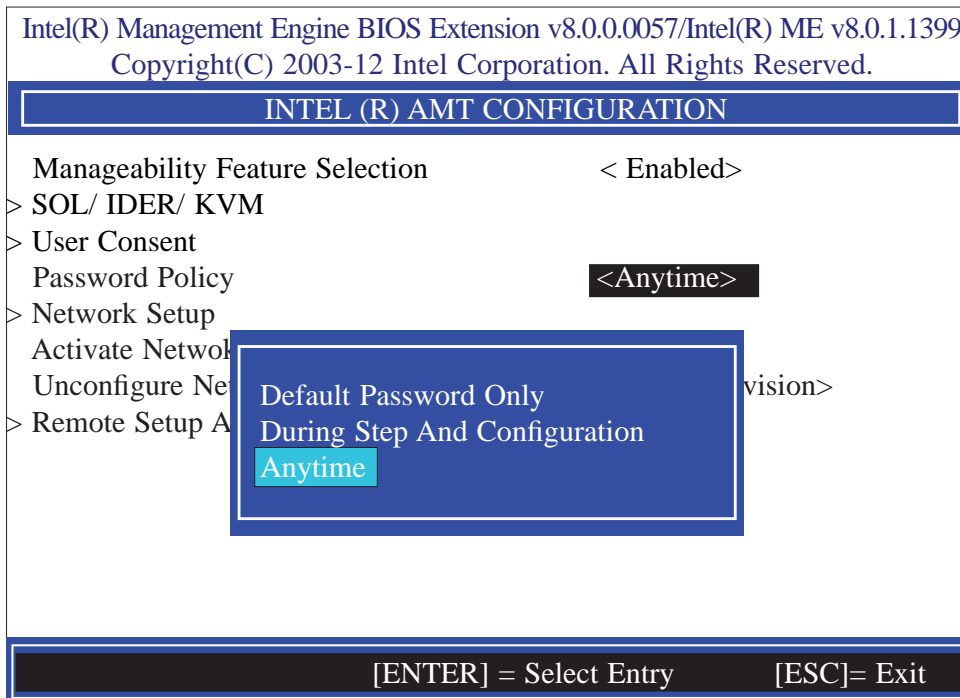 Intel(R) Management Engine BIOS Extension v8.0.0.0057/Intel(R) ME v8.0.1.1399
Copyright(C) 2003-12 Intel Corporation. All Rights Reserved.
INTEL (R) AMT CONFIGURATION
Manageability Feature Selection < Enabled>
> SOL/ IDER/ KVM
> User Consent
Password Policy <Anytime>
> Network Setup
Activate Netwok
Unconfigure Net vision>
> Remote Setup A
Default Password Only
During Step And Configuration
Anytime
[ENTER] = Select Entry [ESC]= Exit